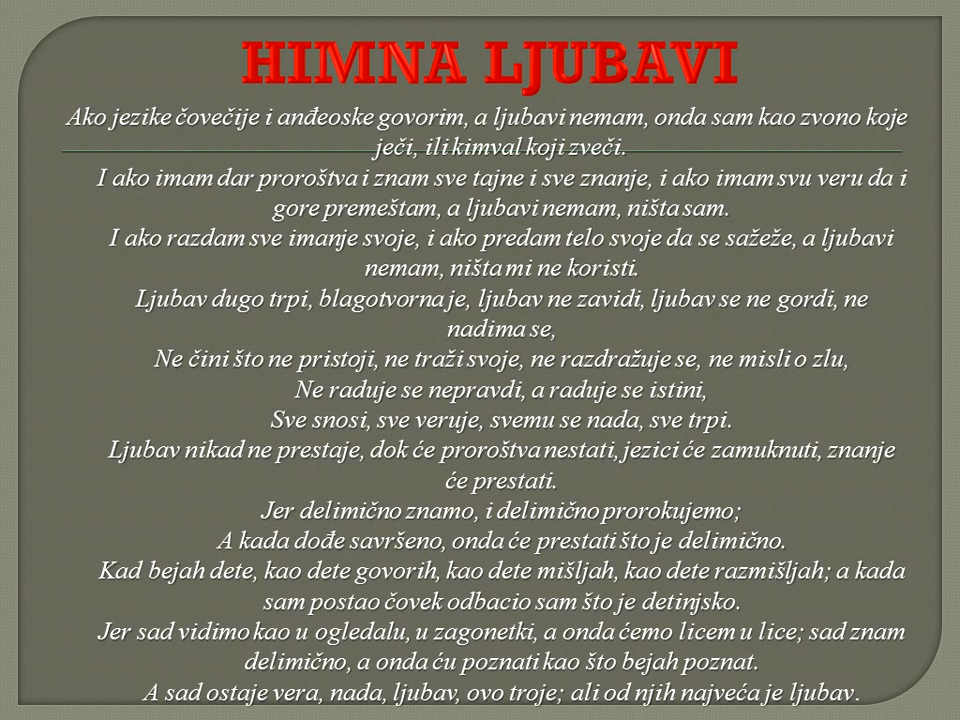 HIMNA LJUBAVI
Ako jezike čovečije i anđeoske govorim, a ljubavi nemam, onda sam kao zvono koje
ječi, ili kimval koji zveči.
I ako imam dar proroštva i znam sve tajne i sve znanje, i ako imam svu veru da i
gore premeštam, a ljubavi nemam, ništa sam.
I ako razdam sve imanje svoje, i ako predam telo svoje da se sažeže, a ljubavi
nemam, ništa mi ne koristi.
Ljubav dugo trpi, blagotvorna je, ljubav ne zavidi, ljubav se ne gordi, ne
nadima se,
Ne čini što ne pristoji, ne traži svoje, ne razdražuje se, ne misli o zlu,
Ne raduje se nepravdi, a raduje se istini,
Sve snosi, sve veruje, svemu se nada, sve trpi.
Ljubav nikad ne prestaje, dok će proroštva nestati, jezici će zamuknuti, znanje
će prestati.
Jer delimično znamo, i delimično prorokujemo;
A kada dođe savršeno, onda će prestati što je delimično.
Kad bejah dete, kao dete govorih, kao dete mišljah, kao dete razmišljah; a kada
sam postao čovek odbacio sam što je detinjsko.
Jer sad vidimo kao u ogledalu, u zagonetki, a onda ćemo licem u lice; sad znam
delimično, a onda ću poznati kao što bejah poznat.
A sad ostaje vera, nada, ljubav, ovo troje; ali od njih najveća je ljubav.